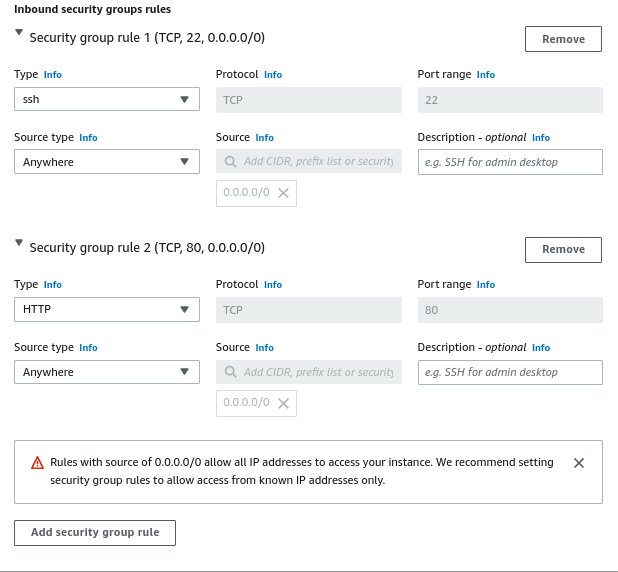 Inbound security groups rules
Security group rule 1 (TCP, 22, 0.0.0.0/0)
Remove
Type Info
Protocol Info
Port range Info
ssh
TCP
22
Source type Info
Source Info
Description - optional Info
Anywhere
Add CIDR, prefix list or security
e.g. SSH for admin desktop
0.0.0.0/0
Security group rule 2 (TCP, 80, 0.0.0.0/0)
Remove
Type Info
Protocol Info
Port range Info
HTTP
TCP
80
Source type Info
Source Info
Description - optional Info
Anywhere
Add CIDR, prefix list or security
e.g. SSH for admin desktop
0.0.0.0/0
Rules with source of 0.0.0.0/0 allow all IP addresses to access your instance. We recommend setting
security group rules to allow access from known IP addresses only.
Add security group rule